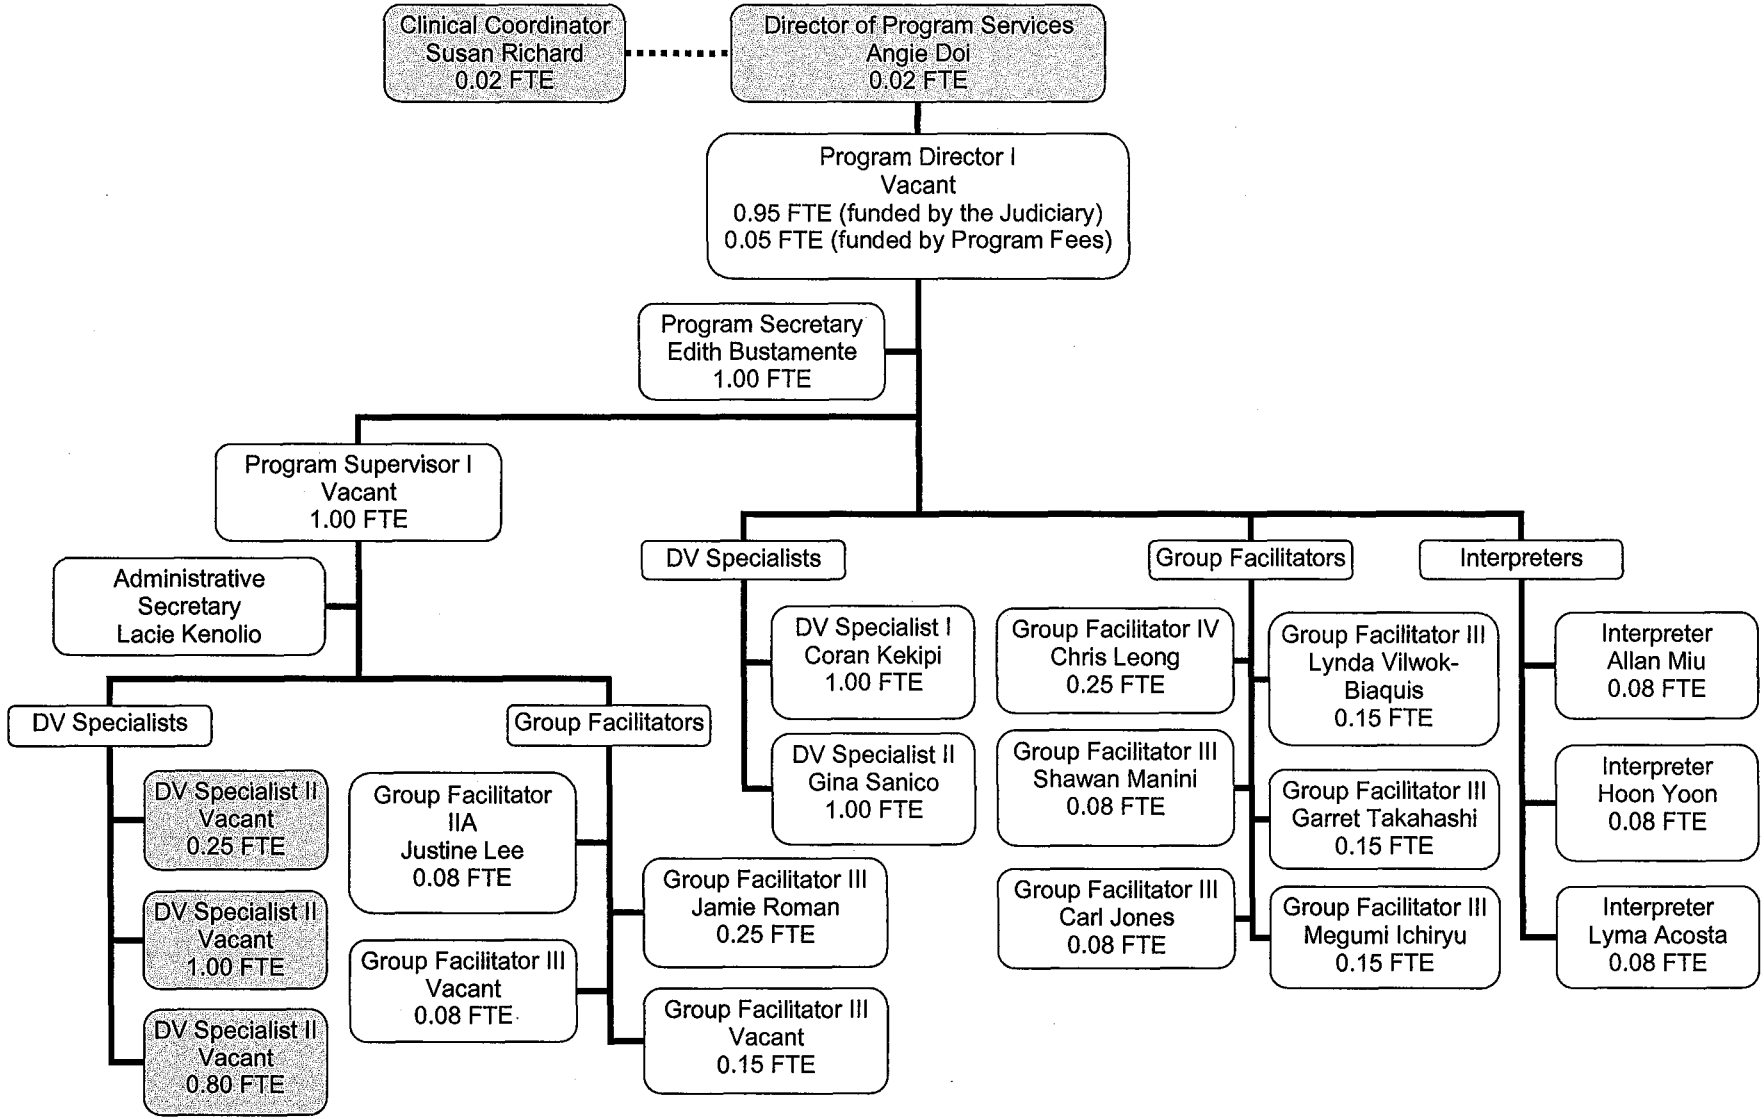 Clinical Coordinator
Susan Richard
0.02 FTE
Director of Program Services
Angie Doi
0.02 FTE
Program Director I
Vacant
0.95 FTE (funded by the Judiciary)
0.05 FTE (funded by Program Fees)
Program Secretary
Edith Bustamente
1.00 FTE
Program Supervisor I
Vacant
1.00 FTE
Administrative
Secretary
Lacie Kenolio
DV Specialists
DV Specialist II
Vacant
0.25 FTE
DV Specialist II
Vacant
1.00 FTE
DV Specialist II
Vacant
0.80 FTE
Group Facilitators
Group Facilitator
IIA
Justine Lee
0.08 FTE
Group Facilitator III
Vacant
0.08 FTE
Group Facilitator III
Jamie Roman
0.25 FTE
Group Facilitator III
Vacant
0.15 FTE
DV Specialists
DV Specialist I
Coran Kekipi
1.00 FTE
DV Specialist II
Gina Sanico
1.00 FTE
Group Facilitators
Group Facilitator IV
Chris Leong
0.25 FTE
Group Facilitator III
Shawan Manini
0.08 FTE
Group Facilitator III
Carl Jones
0.08 FTE
Group Facilitator III
Lynda Vilwok-
Biaquis
0.15 FTE
Group Facilitator III
Garret Takahashi
0.15 FTE
Group Facilitator III
Megumi Ichiryu
0.15 FTE
Interpreters
Interpreter
Allan Miu
0.08 FTE
Interpreter
Hoon Yoon
0.08 FTE
Interpreter
Lyma Acosta
0.08 FTE